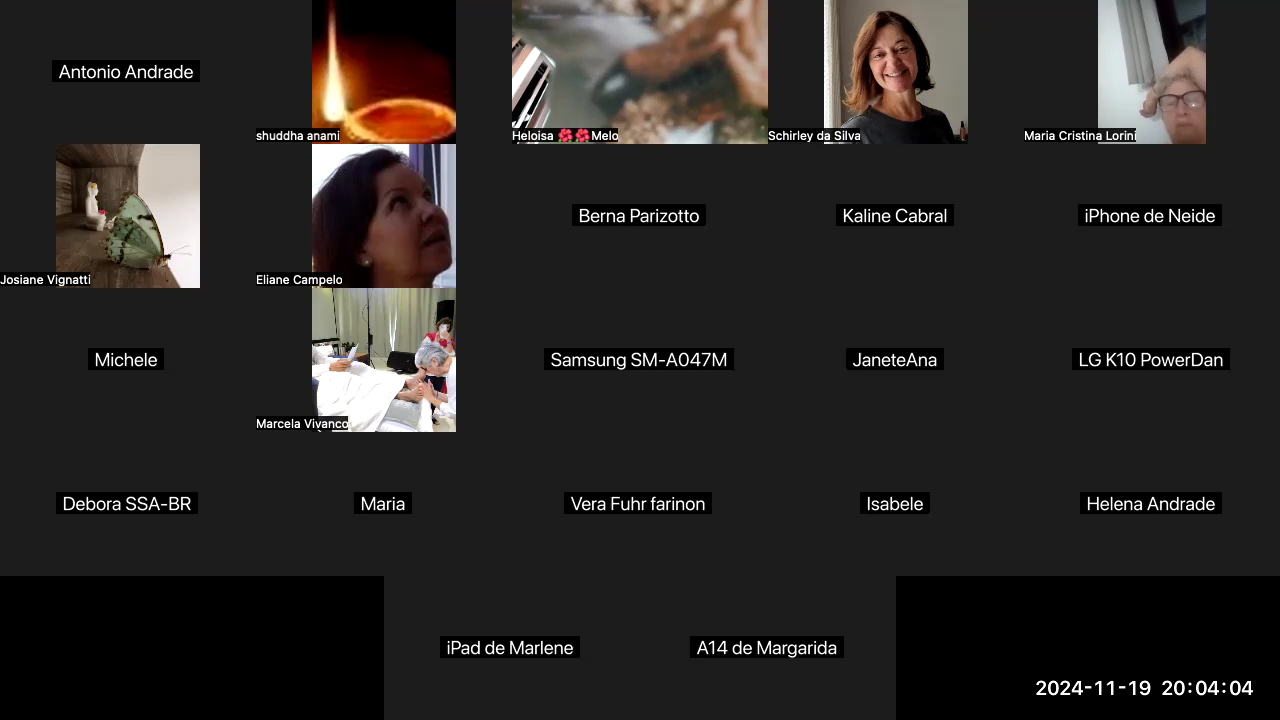 Antonio Andrade
shuddha anami
Heloisa 🌺🌺Melo
Schirley da Silva
Maria Cristina Lorini
Josiane Vignatti
Eliane Campelo
Berna Parizotto
Kaline Cabral
iPhone de Neide
Michele
Marcela Vivanco
Samsung SM-A047M
JaneteAna
LG K10 PowerDan
Debora SSA-BR
Maria
Vera Fuhr farinon
Isabele
Helena Andrade
iPad de Marlene
A14 de Margarida
2024-11-19 20:04:04